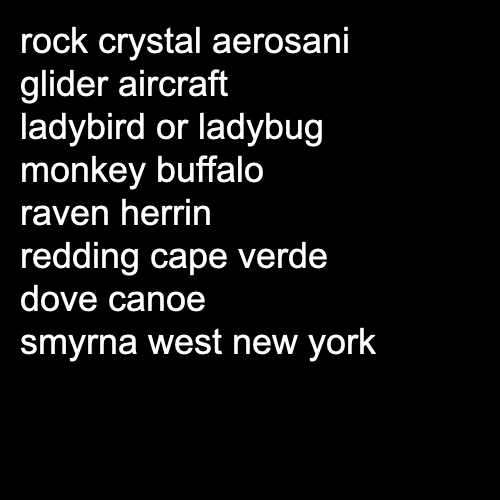 rock crystal aerosani
glider aircraft
ladybird or ladybug
monkey buffalo
raven herrin
redding cape verde
dove canoe
smyrna west new york